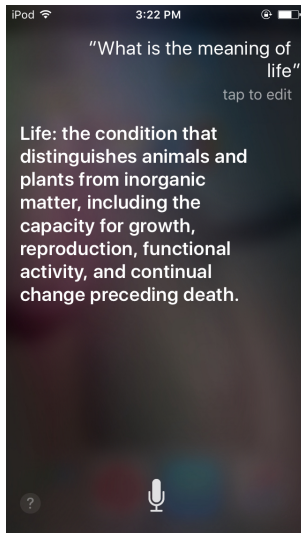 iPod 3:22 PM
"What is the meaning of
life"
tap to edit
Life: the condition that
distinguishes animals and
plants from inorganic
matter, including the
capacity for growth,
reproduction, functional
activity, and continual
change preceding death.
?